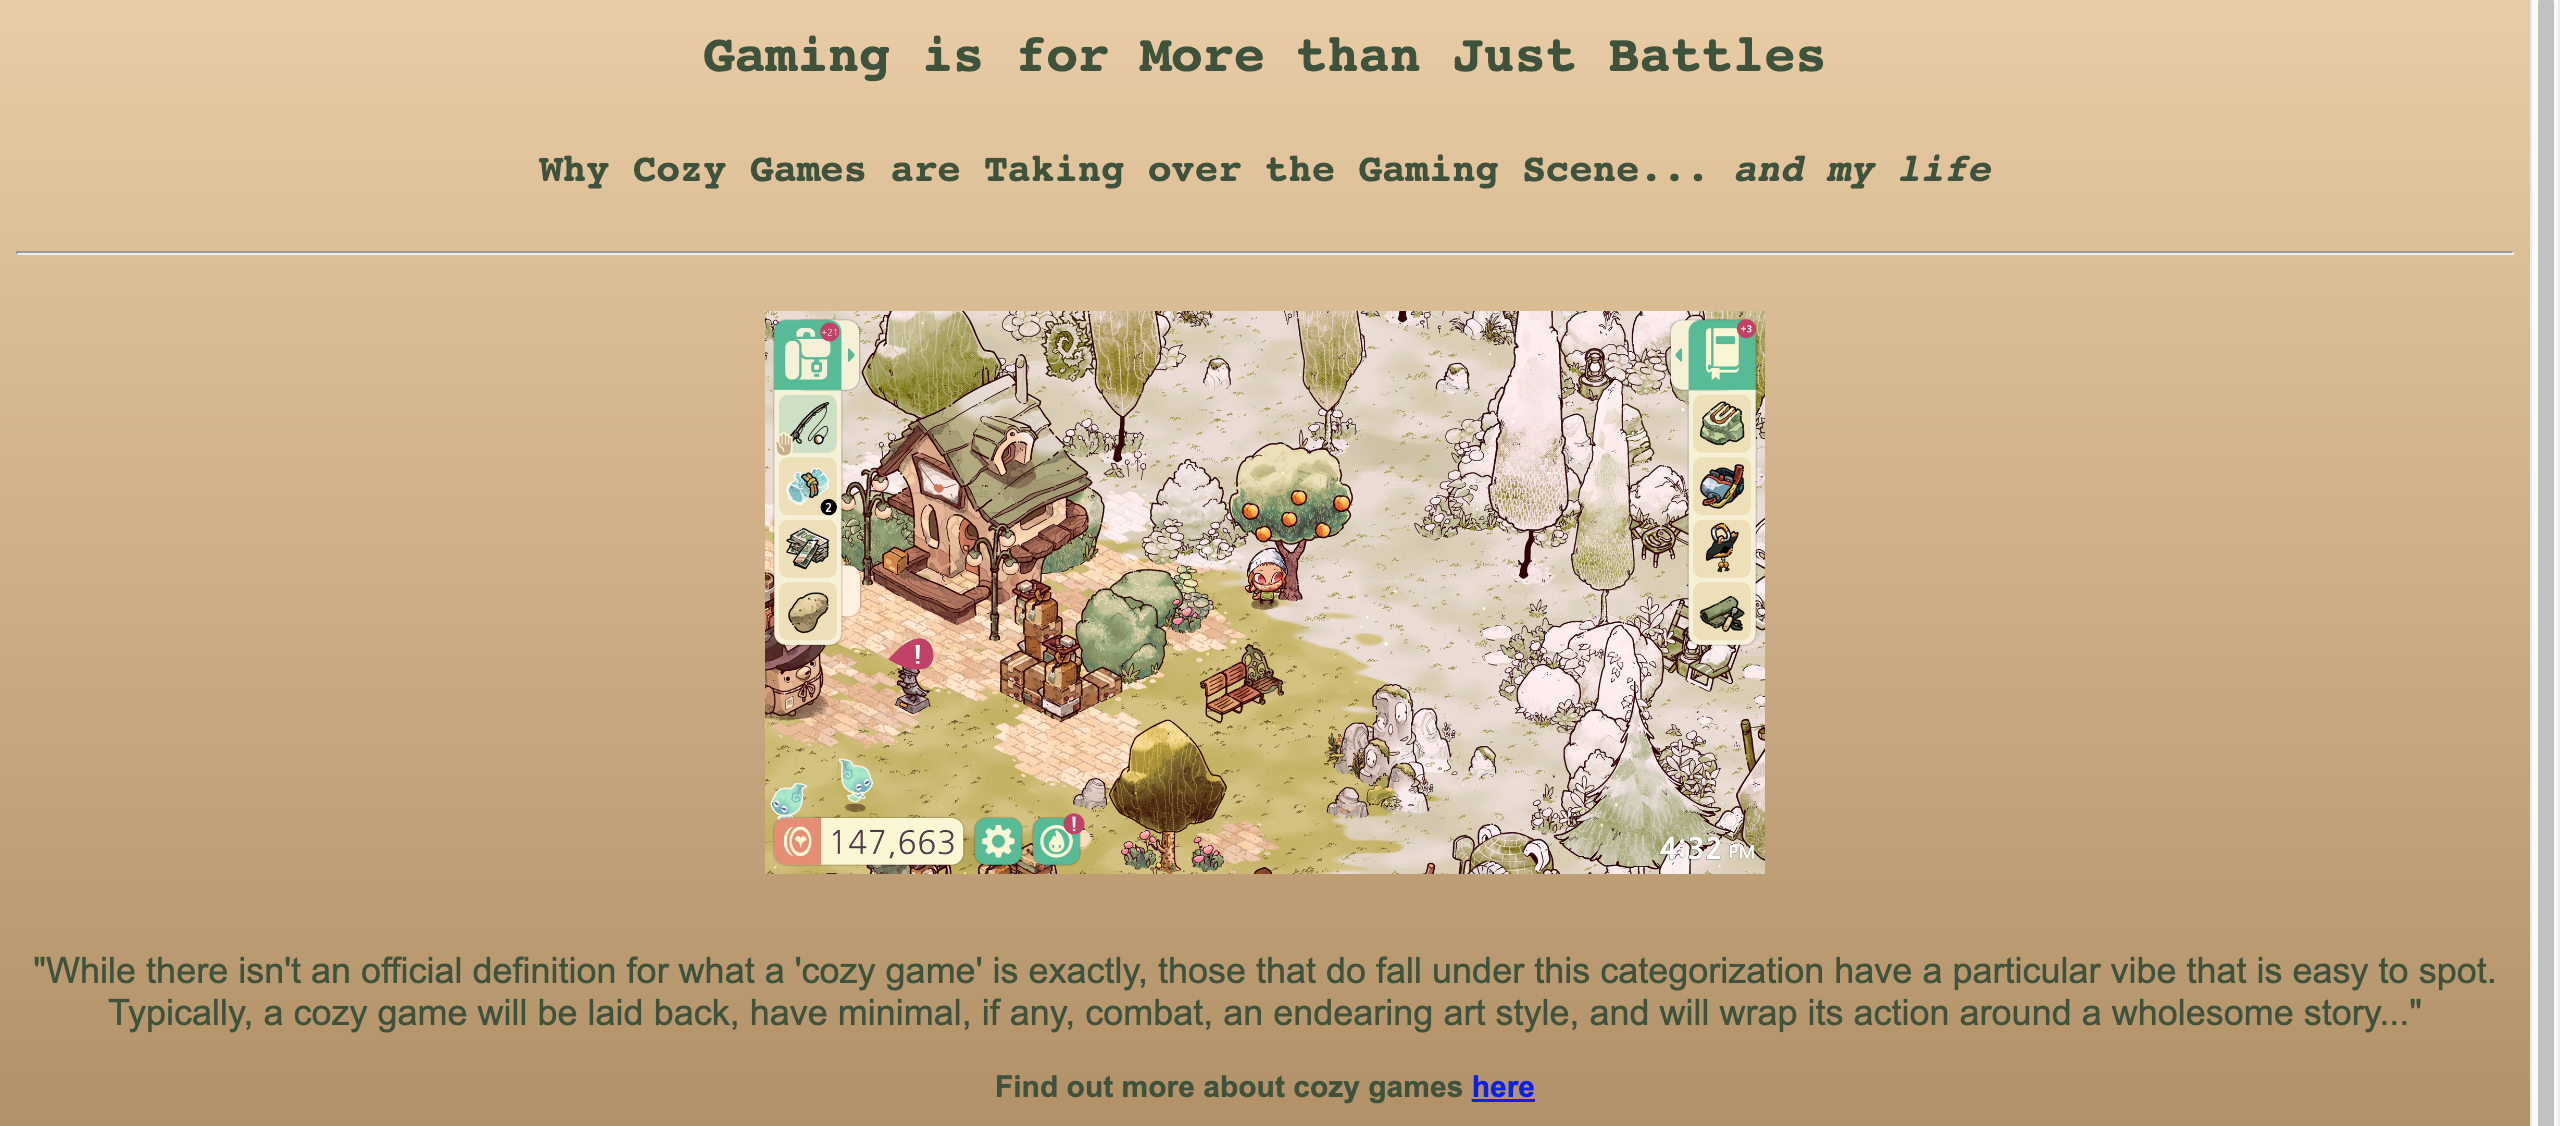 Gaming is for More than Just Battles
Why Cozy Games are Taking over the Gaming Scene... and my life
+21
+3
2
!
147,663
!
4:32 PM
"While there isn't an official definition for what a 'cozy game' is exactly, those that do fall under this categorization have a particular vibe that is easy to spot.
Typically, a cozy game will be laid back, have minimal, if any, combat, an endearing art style, and will wrap its action around a wholesome story..."
Find out more about cozy games here